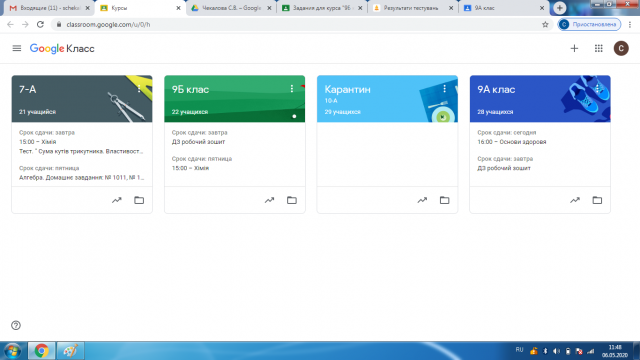 Входящие (11) - schekal
Курсы
Чекалова С.В. – Google
Задания для курса "9Б
Результати тестувань
9А клас
classroom.google.com/u/0/h
С Приостановлена
Google Класс
С
7-А
21 учащийся
Срок сдачи: завтра
15:00 – Хімія
Тест. " Сума кутів трикутника. Властивост...
Срок сдачи: пятница
Алгебра. Домашнє завдання: № 1011, № 1...
9Б клас
22 учащихся
Срок сдачи: завтра
ДЗ робочий зошит
Срок сдачи: пятница
15:00 – Хімія
Карантин
10-А
29 учащихся
9А клас
28 учащихся
Срок сдачи: сегодня
16:00 – Основи здоровя
Срок сдачи: завтра
ДЗ робочий зошит
RU
11:48
06.05.2020